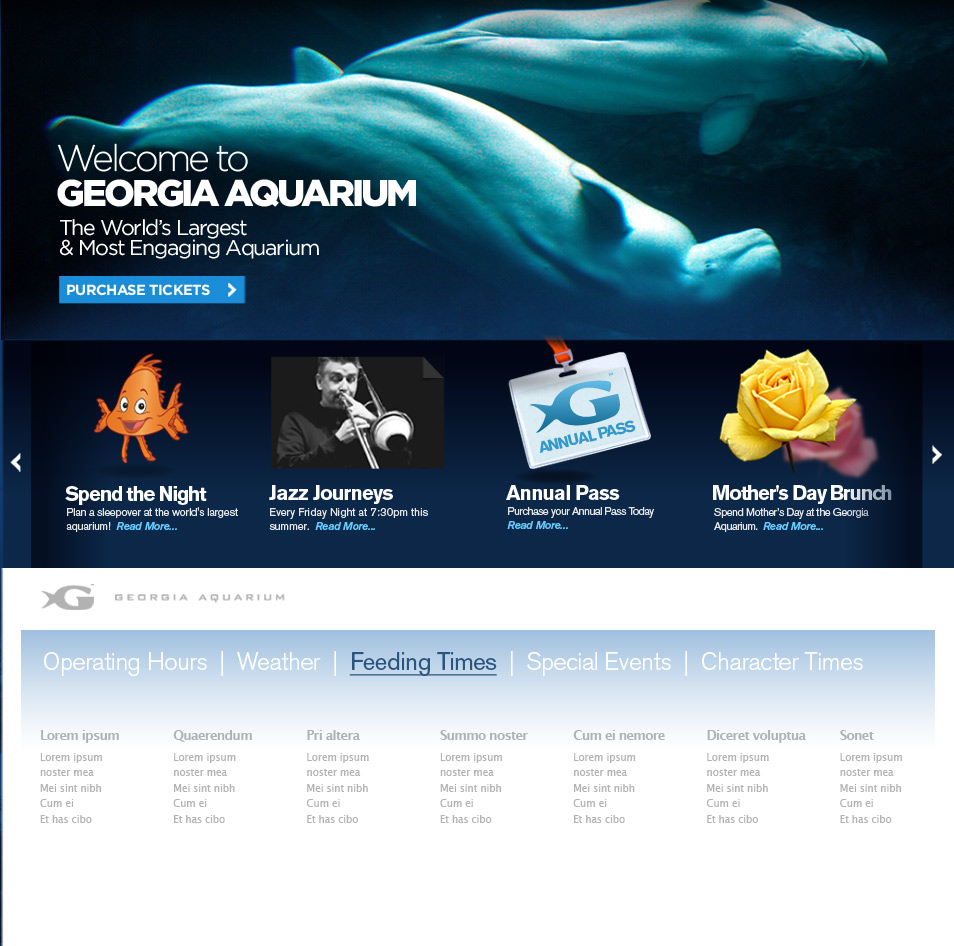 Welcome to
GEORGIA AQUARIUM
The World's Largest
& Most Engaging Aquarium
PURCHASE TICKETS
G
ANNUAL PASS
Spend the Night
Plan a sleepover at the world's largest
aquarium! Read More...
Jazz Journeys
Every Friday Night at 7:30pm this
summer. Read More...
Annual Pass
Purchase your Annual Pass Today
Read More...
Mother's Day Brunch
Spend Mother's Day at the Georgia
Aquarium. Read More...
G GEORGIA AQUARIUM
Operating Hours | Weather | Feeding Times | Special Events | Character Times
Lorem ipsum
Lorem ipsum
noster mea
Mei sint nibh
Cum ei
Et has cibo
Quaerendum
Lorem ipsum
noster mea
Mei sint nibh
Cum ei
Et has cibo
Pri altera
Lorem ipsum
noster mea
Mei sint nibh
Cum ei
Et has cibo
Summo noster
Lorem ipsum
noster mea
Mei sint nibh
Cum ei
Et has cibo
Cum ei nemore
Lorem ipsum
noster mea
Mei sint nibh
Cum ei
Et has cibo
Diceret voluptua
Lorem ipsum
noster mea
Mei sint nibh
Cum ei
Et has cibo
Sonet
Lorem ipsum
noster mea
Mei sint nibh
Cum ei
Et has cibo